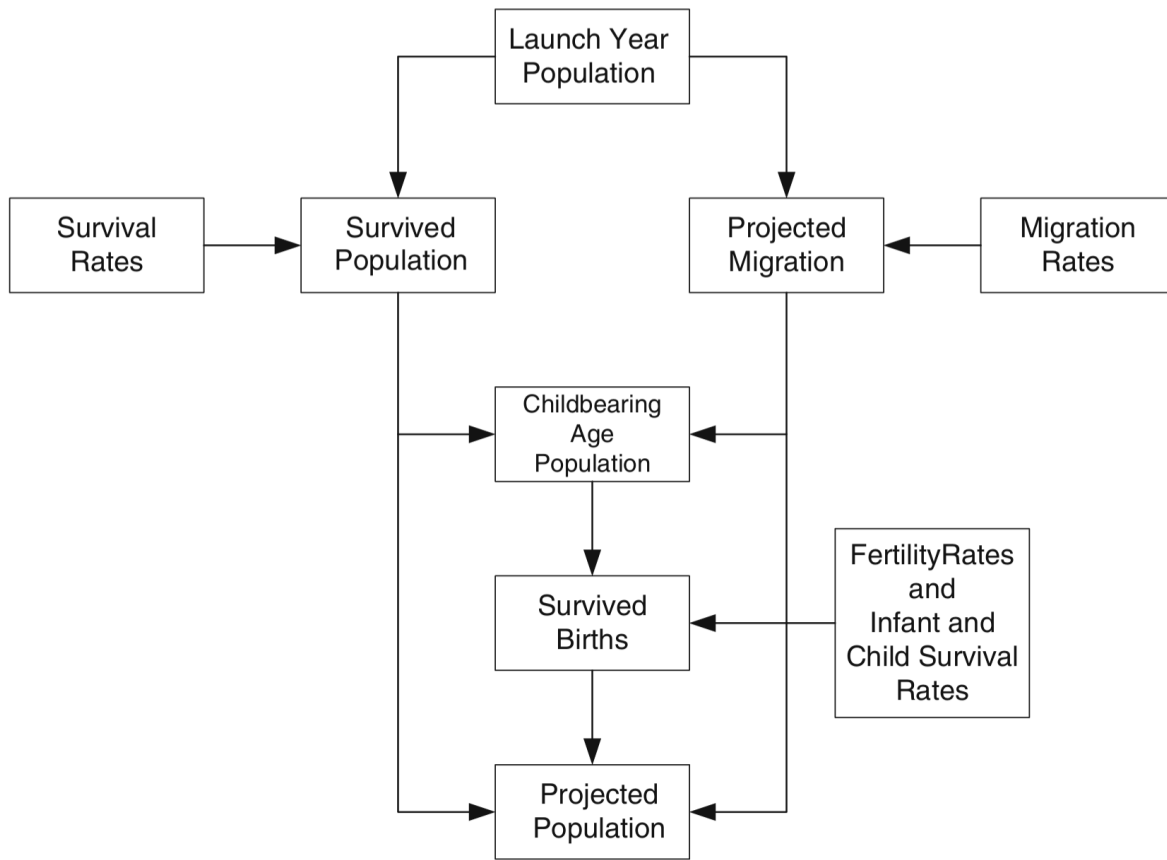 Launch Year
Population
Survival
Rates
Survived
Population
Projected
Migration
Migration
Rates
Childbearing
Age
Population
FertilityRates
and
Infant and
Child Survival
Rates
Survived
Births
Projected
Population